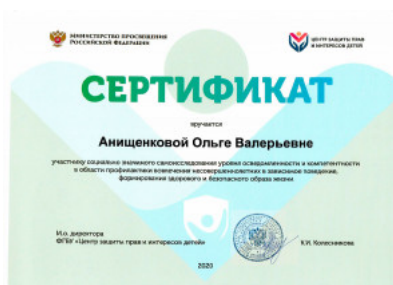 МИНИСТЕРСТВО ПРОСВЕЩЕНИЯ
РОССИЙСКОЙ ФЕДЕРАЦИИ
ЦЕНТР ЗАЩИТЫ ПРАВ
И ИНТЕРЕСОВ ДЕТЕЙ
СЕРТИФИКАТ
вручается
Анищенковой Ольге Валерьевне
участнику социально значимого самоисследования уровня осведомленности и компетентности
в области профилактики вовлечения несовершеннолетних в зависимое поведение,
формирования здорового и безопасного образа жизни
И.о. директора
ФГБУ «Центр защиты прав и интересов детей»
К.И. Колесникова
2020